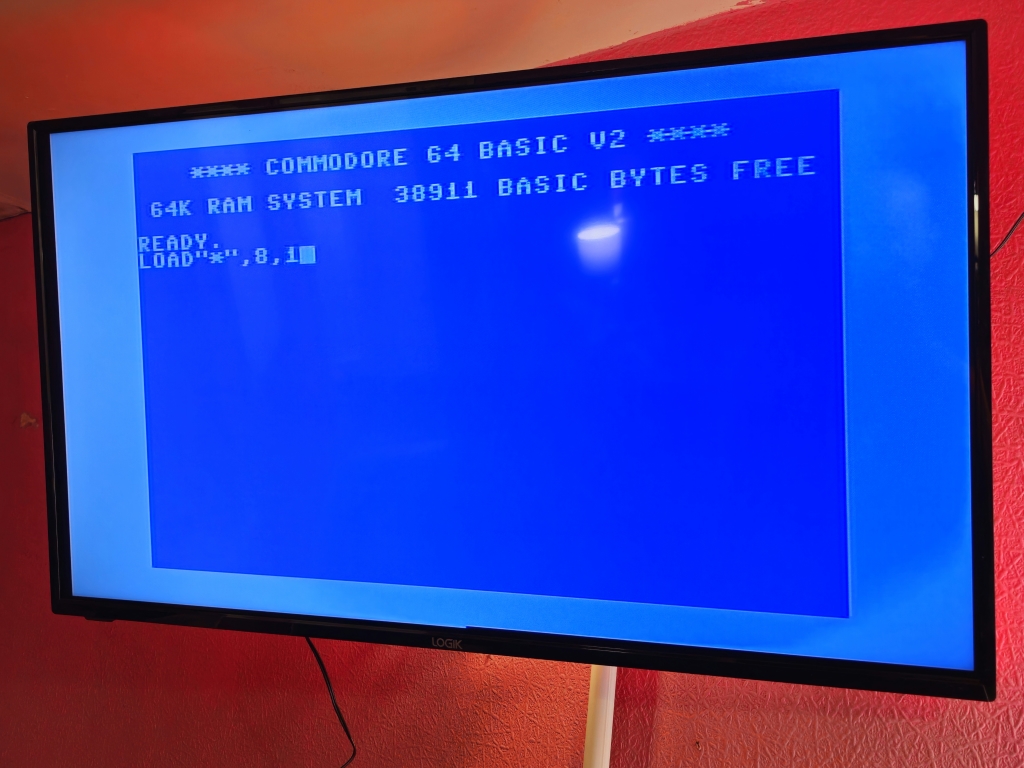 **** COMMODORE 64 BASIC V2 ****
64K RAM SYSTEM 38911 BASIC BYTES FREE
READY.
LOAD"*",8,1
LOGIK